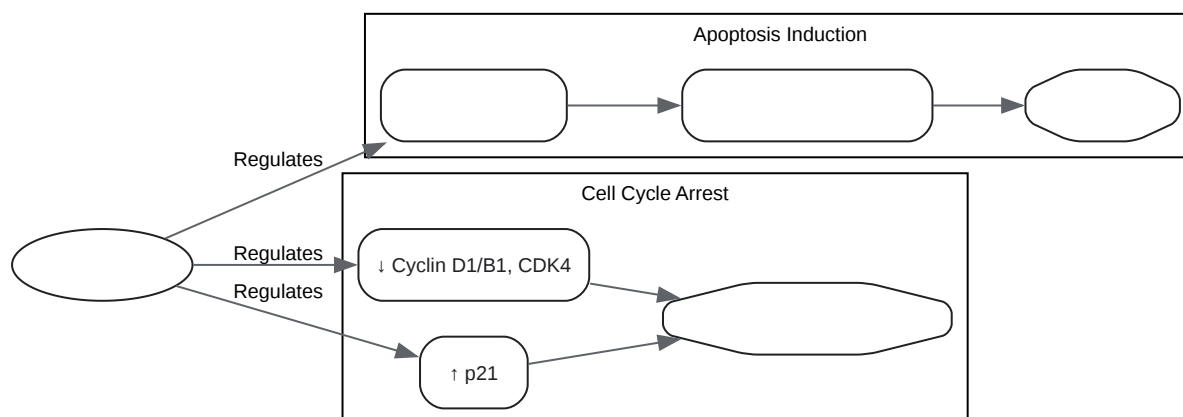 Apoptosis Induction
Regulates
Cell Cycle Arrest
Regulates
↓ Cyclin D1/B1, CDK4
Regulates
↑ p21